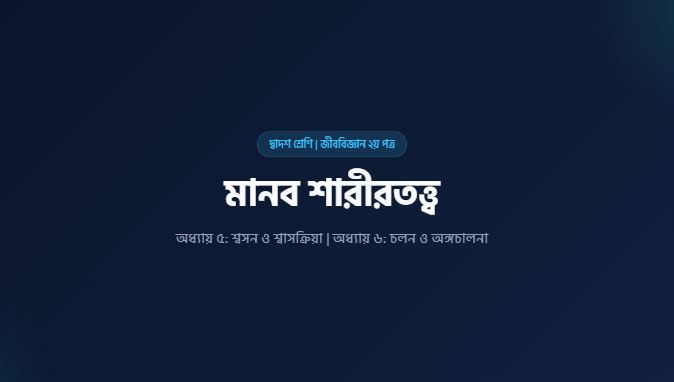 দ্বাদশ শ্রেণি | জীববিজ্ঞান ২য় পত্র
মানব শারীরতত্ত্ব
অধ্যায় ৫: শ্বসন ও শ্বাসক্রিয়া | অধ্যায় ৬: চলন ও অঙ্গচালনা